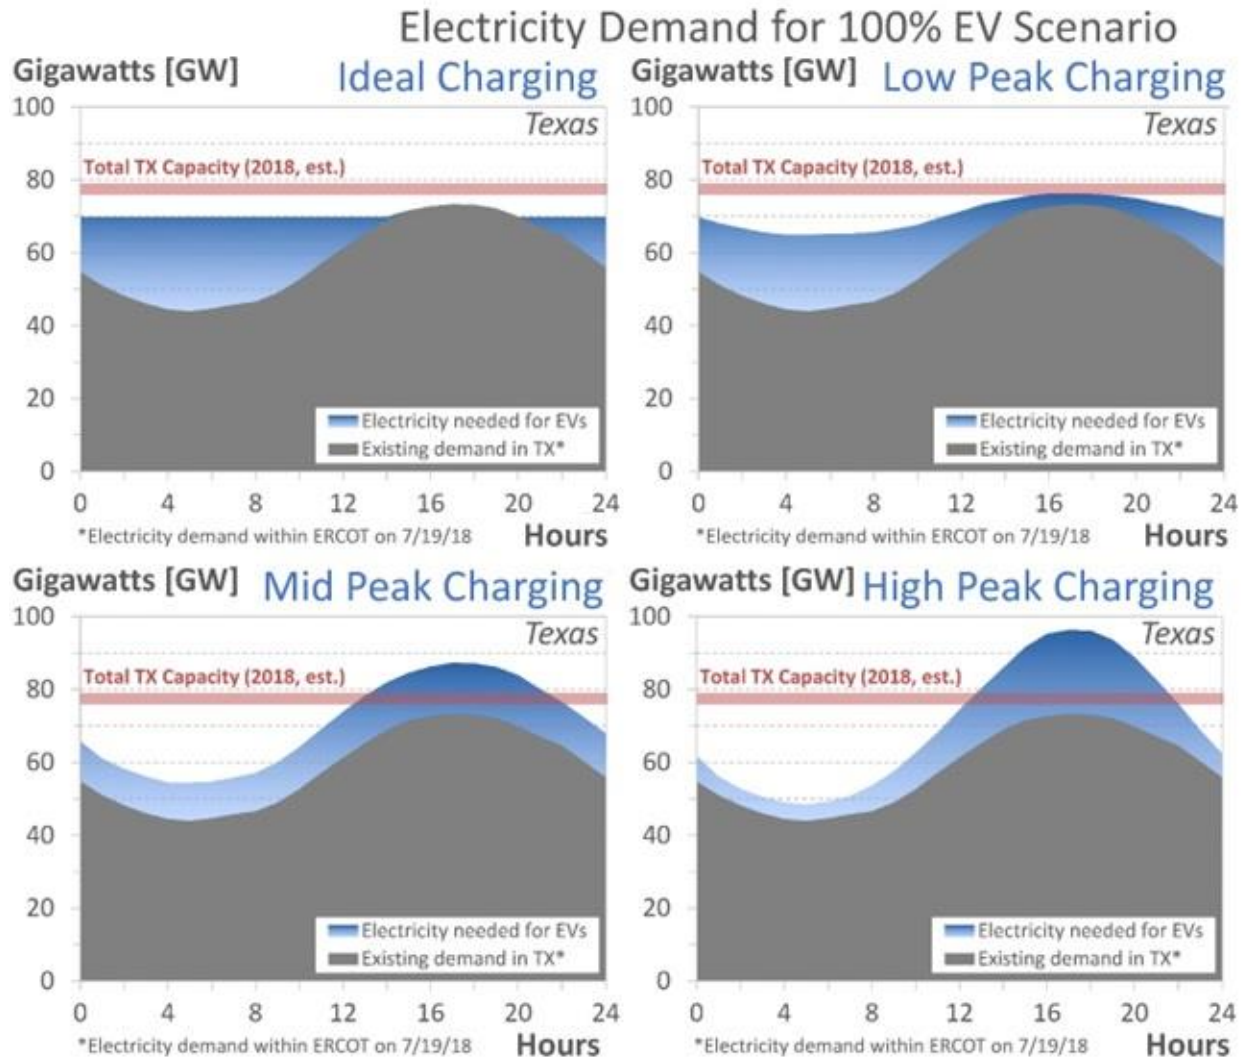 Electricity Demand for 100% EV Scenario
Gigawatts [GW] Ideal Charging
Texas
Total TX Capacity (2018, est.)
100
80
60
40
20
0
Electricity needed for EVs
Existing demand in TX*
0 4 8 12 16 20 24
*Electricity demand within ERCOT on 7/19/18 Hours
Gigawatts [GW] Low Peak Charging
Texas
Total TX Capacity (2018, est.)
100
80
60
40
20
0
Electricity needed for EVs
Existing demand in TX*
0 4 8 12 16 20 24
*Electricity demand within ERCOT on 7/19/18 Hours
Gigawatts [GW] Mid Peak Charging
Texas
Total TX Capacity (2018, est.)
100
80
60
40
20
0
Electricity needed for EVs
Existing demand in TX*
0 4 8 12 16 20 24
*Electricity demand within ERCOT on 7/19/18 Hours
Gigawatts [GW] High Peak Charging
Texas
Total TX Capacity (2018, est.)
100
80
60
40
20
0
Electricity needed for EVs
Existing demand in TX*
0 4 8 12 16 20 24
*Electricity demand within ERCOT on 7/19/18 Hours